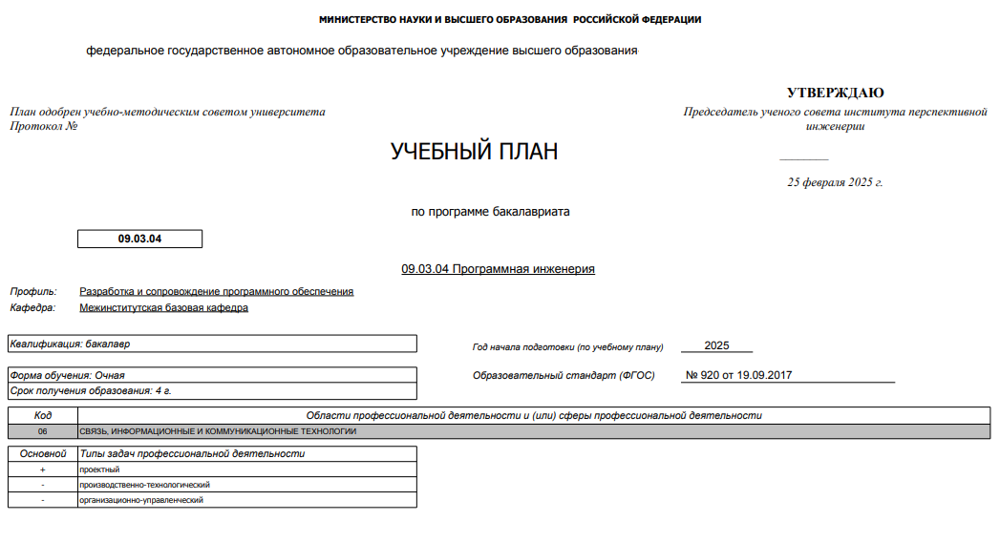 МИНИСТЕРСТВО НАУКИ И ВЫСШЕГО ОБРАЗОВАНИЯ РОССИЙСКОЙ ФЕДЕРАЦИИ
федеральное государственное автономное образовательное учреждение высшего образования
УТВЕРЖДАЮ
План одобрен учебно-методическим советом университета
Протокол №
Председатель ученого совета института перспективной
инженерии
УЧЕБНЫЙ ПЛАН
25 февраля 2025 г.
по программе бакалавриата
09.03.04
09.03.04 Программная инженерия
Профиль: Разработка и сопровождение программного обеспечения
Кафедра: Межинститутская базовая кафедра
Квалификация: бакалавр
Год начала подготовки (по учебному плану) 2025
Форма обучения: Очная
Образовательный стандарт (ФГОС) № 920 от 19.09.2017
Срок получения образования: 4 г.
Код Области профессиональной деятельности и (или) сферы профессиональной деятельности
06 СВЯЗЬ, ИНФОРМАЦИОННЫЕ И КОММУНИКАЦИОННЫЕ ТЕХНОЛОГИИ
Основной Типы задач профессиональной деятельности
+ проектный
- производственно-технологический
- организационно-управленческий